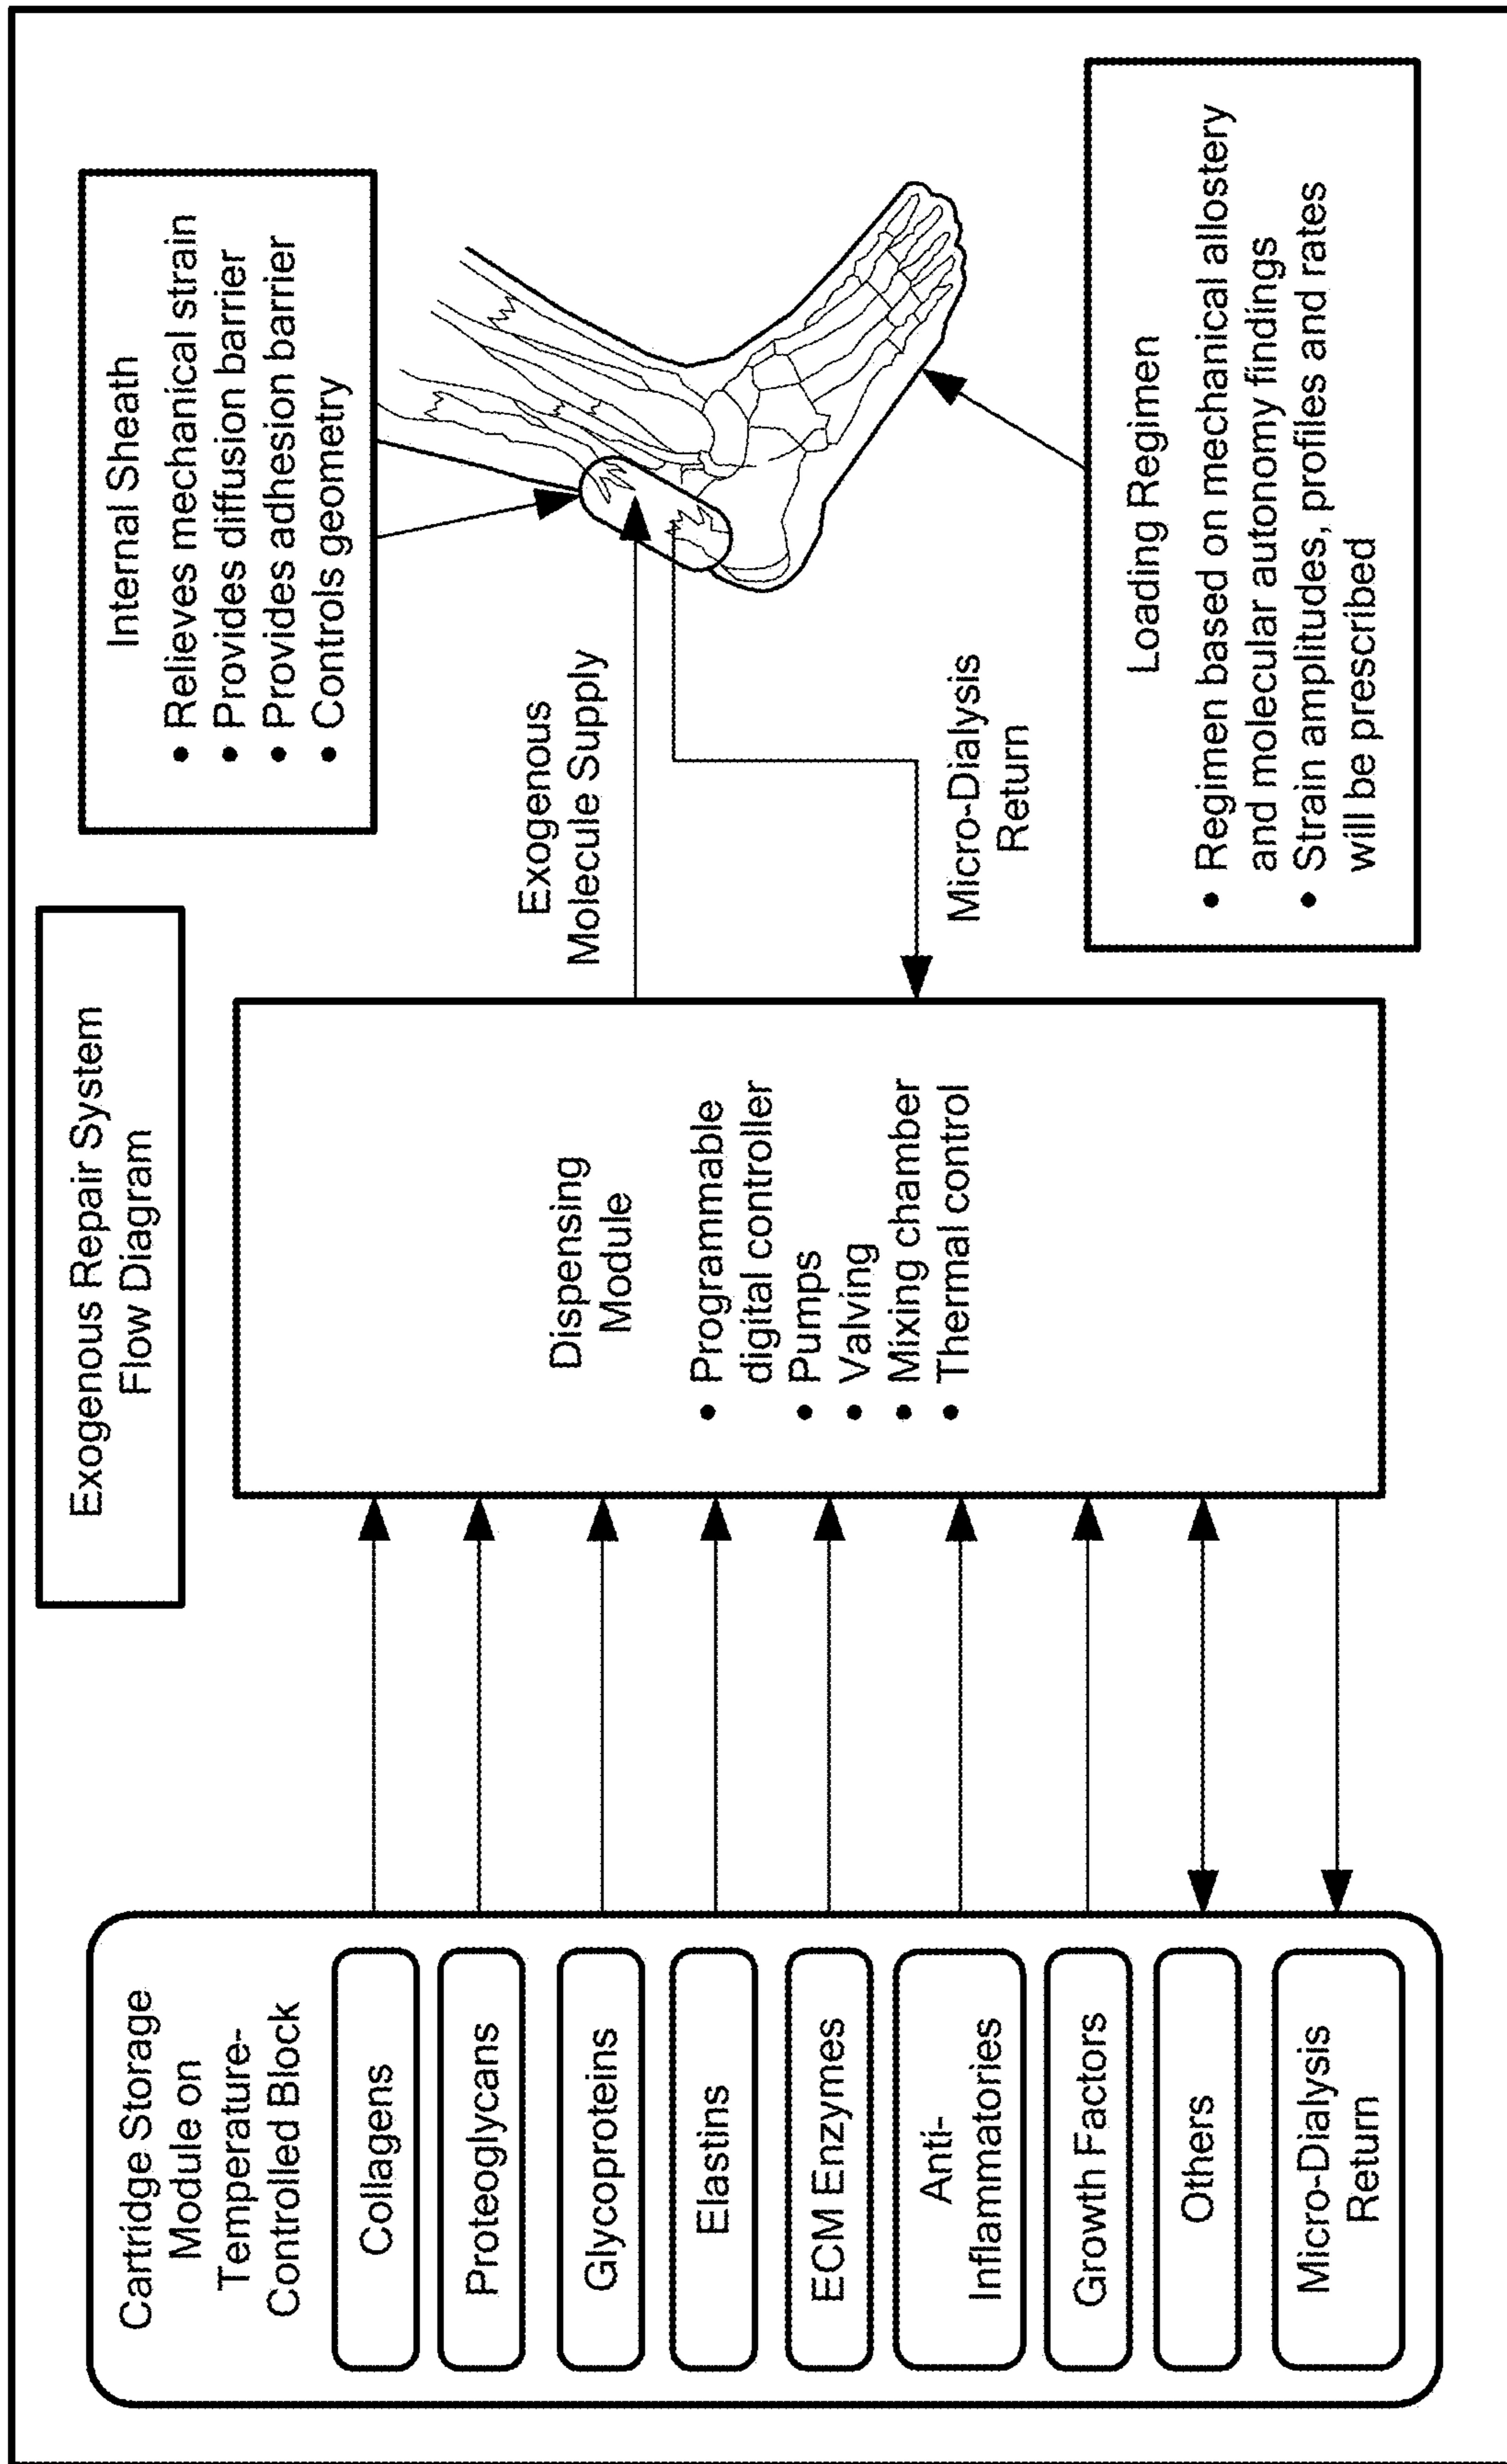 Exogenous Repair System
Flow Diagram
Cartridge Storage
Module on
Temperature-
Controlled Block
Collagens
Proteoglycans
Glycoproteins
Elastins
ECM Enzymes
Anti-
Inflammatories
Growth Factors
Others
Micro-Dialysis
Return
Dispensing
Module
• Programmable
digital controller
• Pumps
• Valving
• Mixing chamber
• Thermal control
Exogenous
Molecule Supply
Micro-Dialysis
Return
Internal Sheath
• Relieves mechanical strain
• Provides diffusion barrier
• Provides adhesion barrier
• Controls geometry
Loading Regimen
• Regimen based on mechanical allostery
and molecular autonomy findings
• Strain amplitudes, profiles and rates
will be prescribed